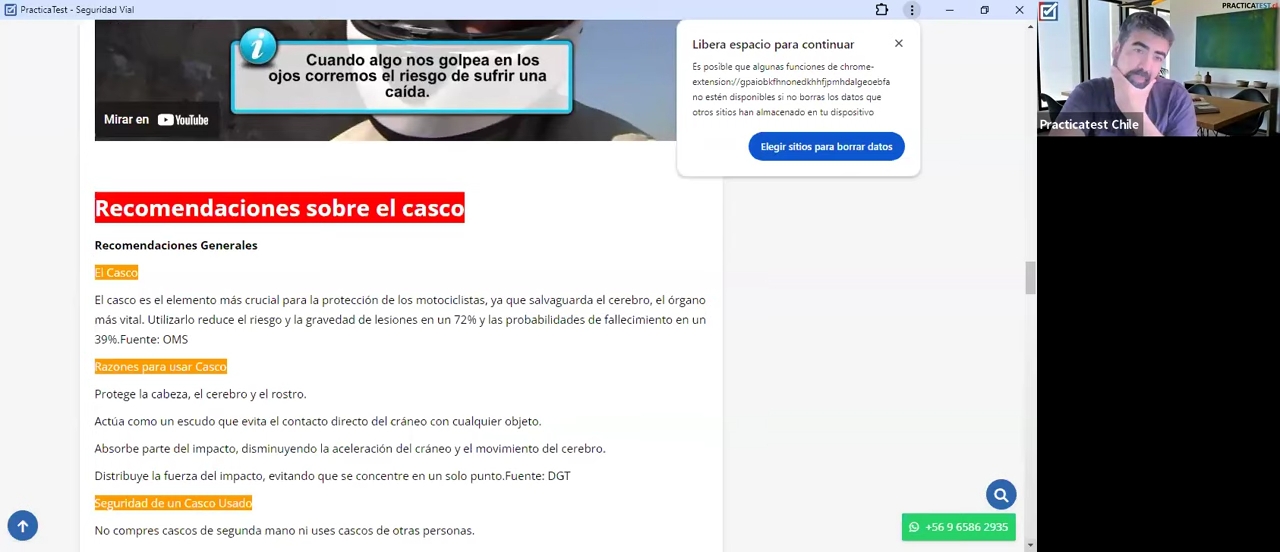 PracticaTest - Seguridad Vial
PRACTICATEST.cl
Cuando algo nos golpea en los
ojos corremos el riesgo de sufrir una
caída.
Mirar en YouTube
Libera espacio para continuar
Es posible que algunas funciones de chrome-
extension://gpaiobkfhnonedkhhfjpmhdalgeoebfa
no estén disponibles si no borras los datos que
otros sitios han almacenado en tu dispositivo
Elegir sitios para borrar datos
Practicatest Chile
Recomendaciones sobre el casco
Recomendaciones Generales
El Casco
El casco es el elemento más crucial para la protección de los motociclistas, ya que salvaguarda el cerebro, el órgano
más vital. Utilizarlo reduce el riesgo y la gravedad de lesiones en un 72% y las probabilidades de fallecimiento en un
39%.Fuente: OMS
Razones para usar Casco
Protege la cabeza, el cerebro y el rostro.
Actúa como un escudo que evita el contacto directo del cráneo con cualquier objeto.
Absorbe parte del impacto, disminuyendo la aceleración del cráneo y el movimiento del cerebro.
Distribuye la fuerza del impacto, evitando que se concentre en un solo punto.Fuente: DGT
Seguridad de un Casco Usado
No compres cascos de segunda mano ni uses cascos de otras personas.
+56 9 6586 2935